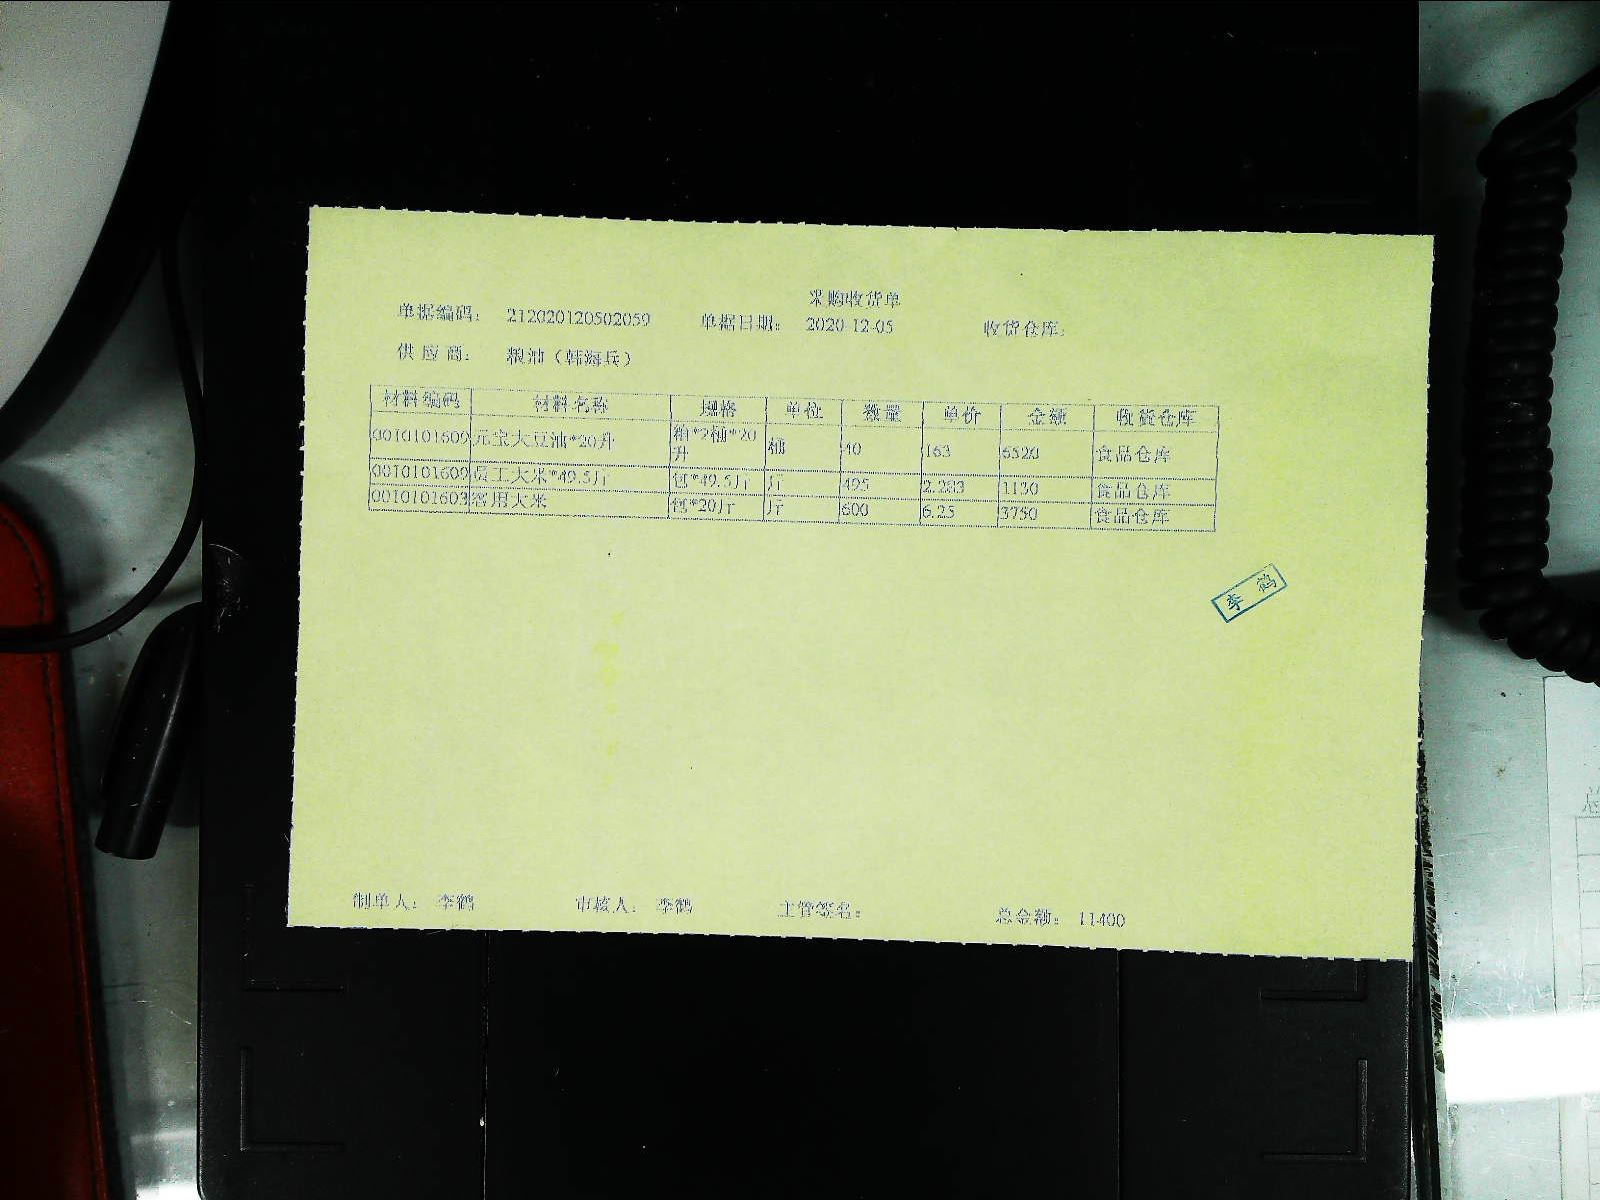 采购收货单
单据编码： 212020120502059 单据日期： 2020-12-05 收货仓库：
供 应 商： 粮油（韩海兵）
材料编码 材料名称 规格 单位 数量 单价 金额 收货仓库
0010101609 元宝大豆油*20升 箱*2桶*20升 桶 40 163 6520 食品仓库
0010101609 员工大米*49.5斤 包*49.5斤 斤 495 2.283 1130 食品仓库
0010101603 客用大米 包*20斤 斤 600 6.25 3750 食品仓库
李 鹤
制单人： 李鹤 审核人： 李鹤 主管签名： 总金额： 11400